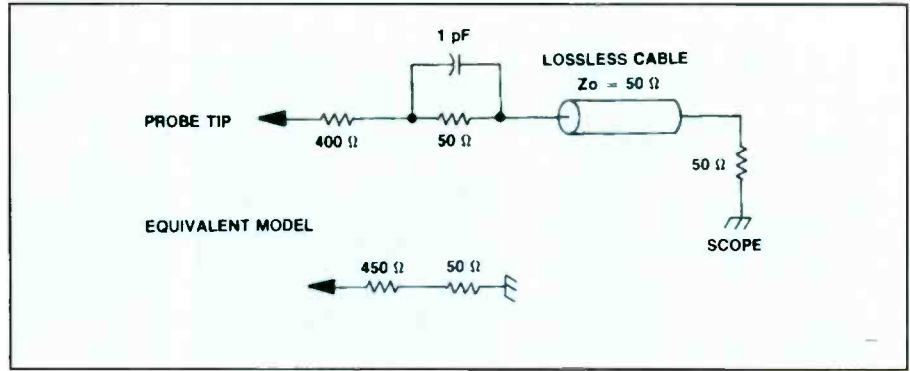 1 pF
LOSSLESS CABLE
Zo = 50 Ω
PROBE TIP
400 Ω
50 Ω
50 Ω
SCOPE
EQUIVALENT MODEL
450 Ω
50 Ω